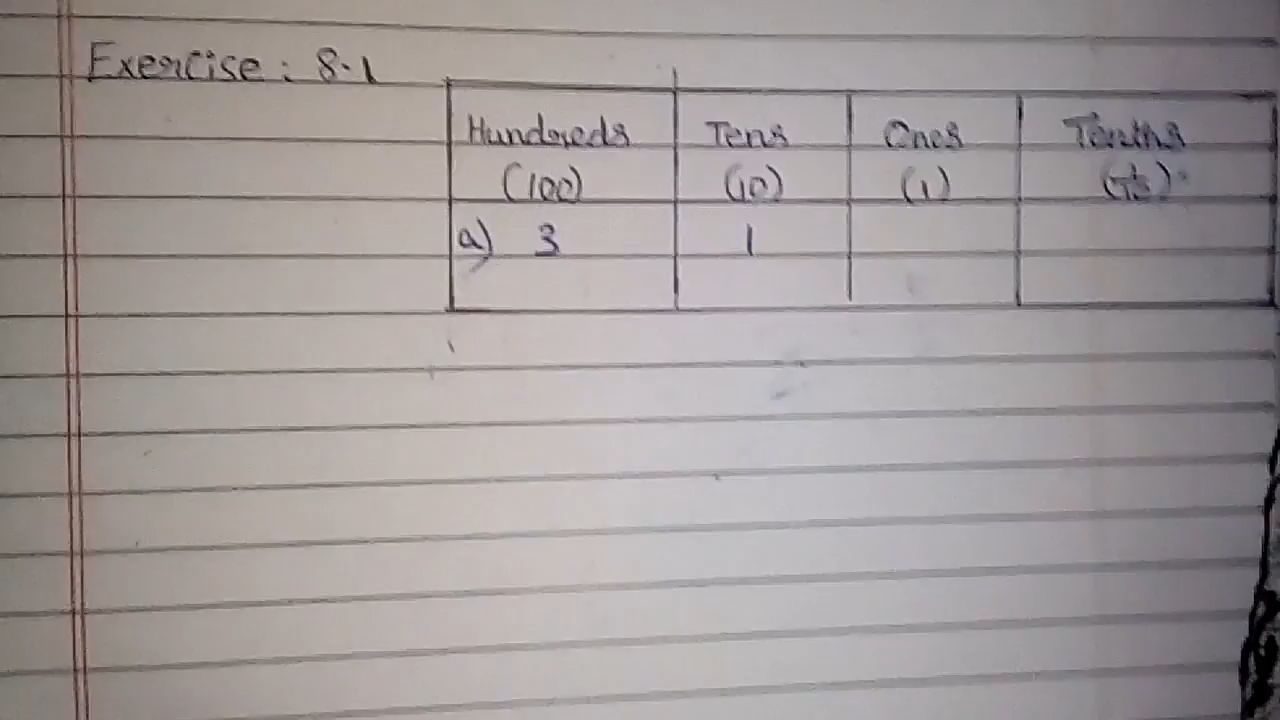 Exercise: 8.1
Hundreds Tens Ones Tenths
(100) (10) (1) (1/10)
a) 3 1